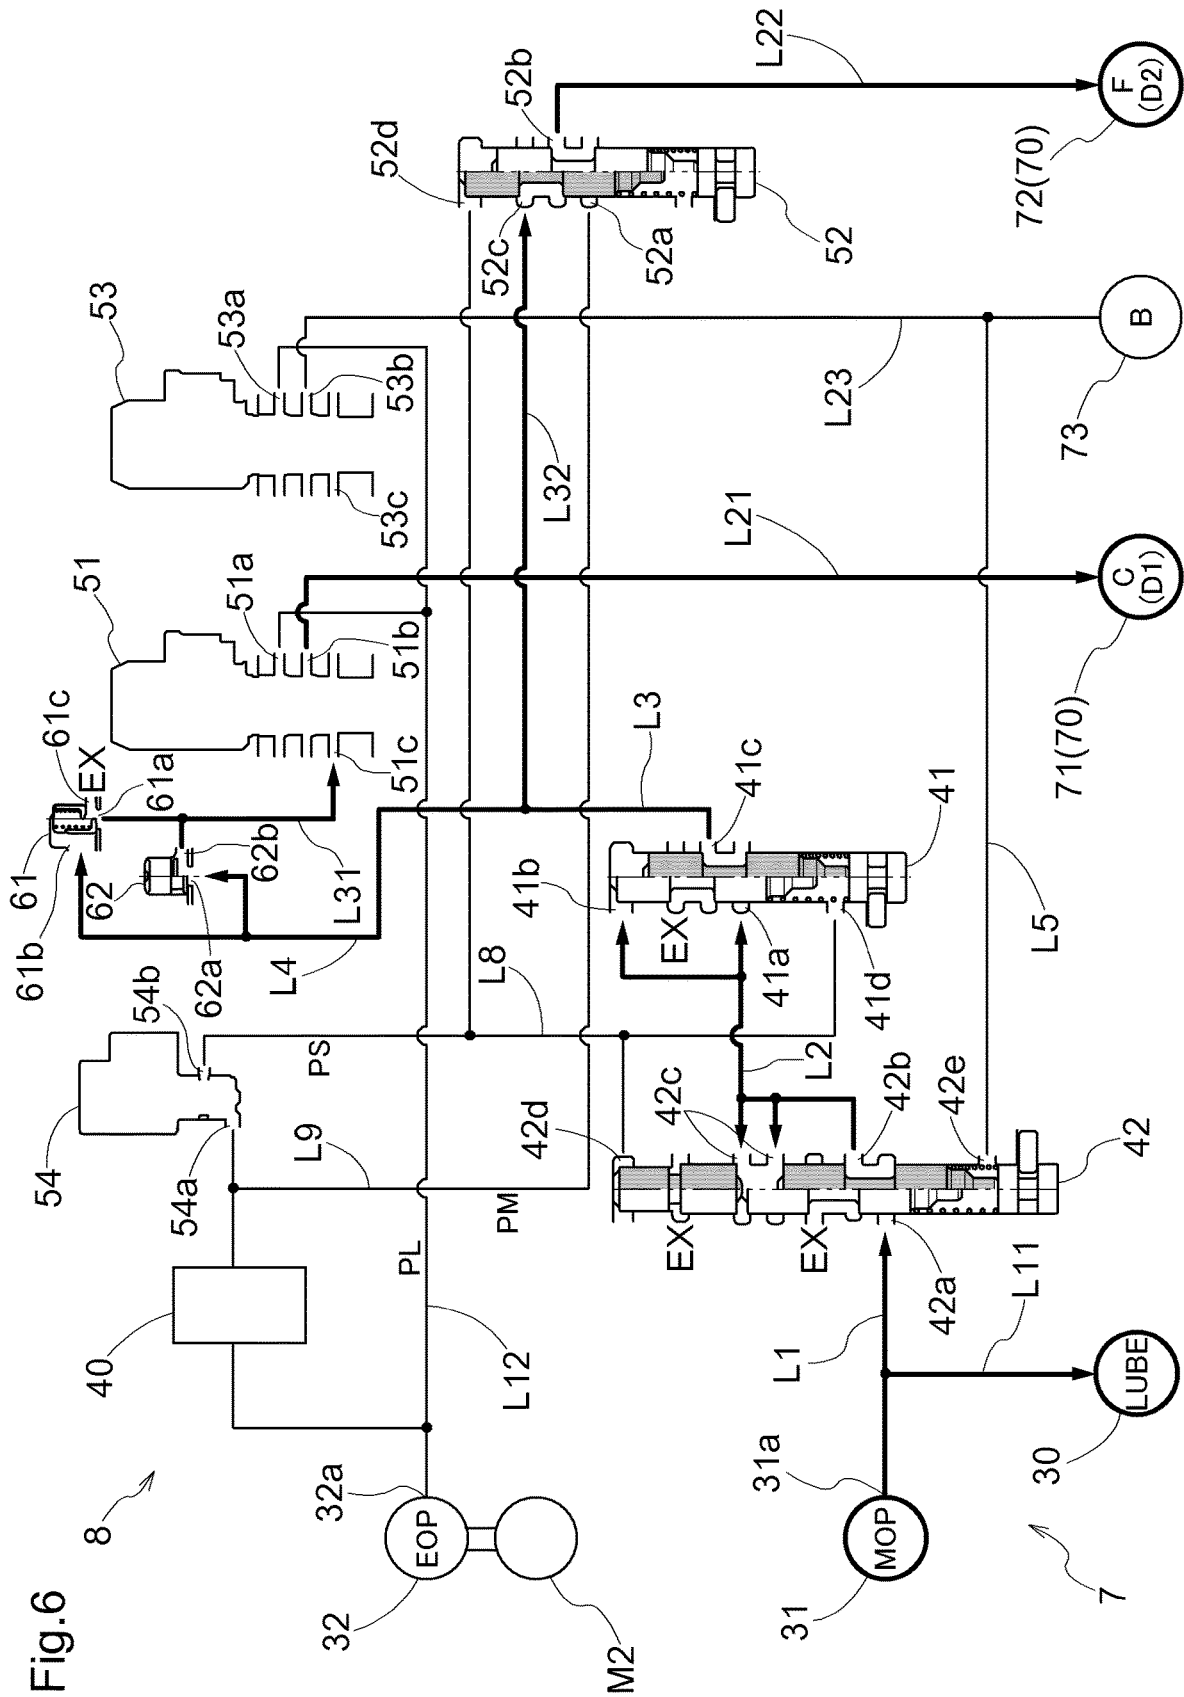 Fig.6
8
7
32
EOP
32a
M2
31
MOP
31a
30
LUBE
40
L12
L1
L11
PL
PM
PS
L9
54
54a
54b
42
42a
42b
42c
42d
42e
EX
EX
L2
L8
L5
L4
L3
41
41a
41b
41c
41d
EX
61
61a
61b
61c
EX
62
62a
62b
L31
51
51a
51b
51c
L21
71(70)
C
(D1)
53
53a
53b
53c
L32
L23
73
B
52
52a
52b
52c
52d
L22
72(70)
F
(D2)